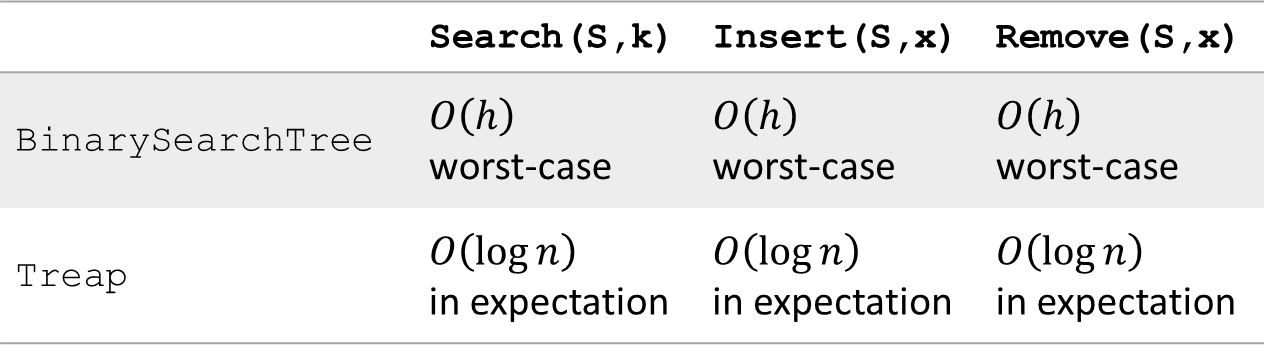 Search(S,k) Insert(S,x) Remove(S,x)
BinarySearchTree O(h) worst-case O(h) worst-case O(h) worst-case
Treap O(log n) in expectation O(log n) in expectation O(log n) in expectation